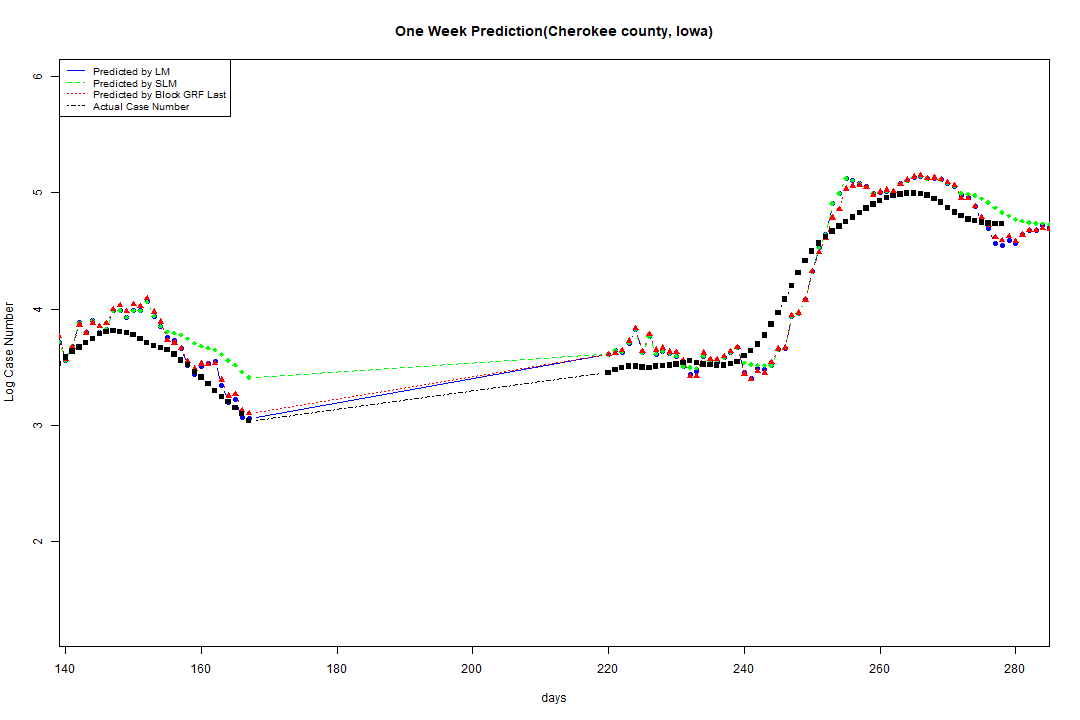 One Week Prediction(Cherokee county, Iowa)
Predicted by LM
Predicted by SLM
Predicted by Block GRF Last
Actual Case Number
6
5
4
3
2
Log Case Number
140 160 180 200 220 240 260 280
days